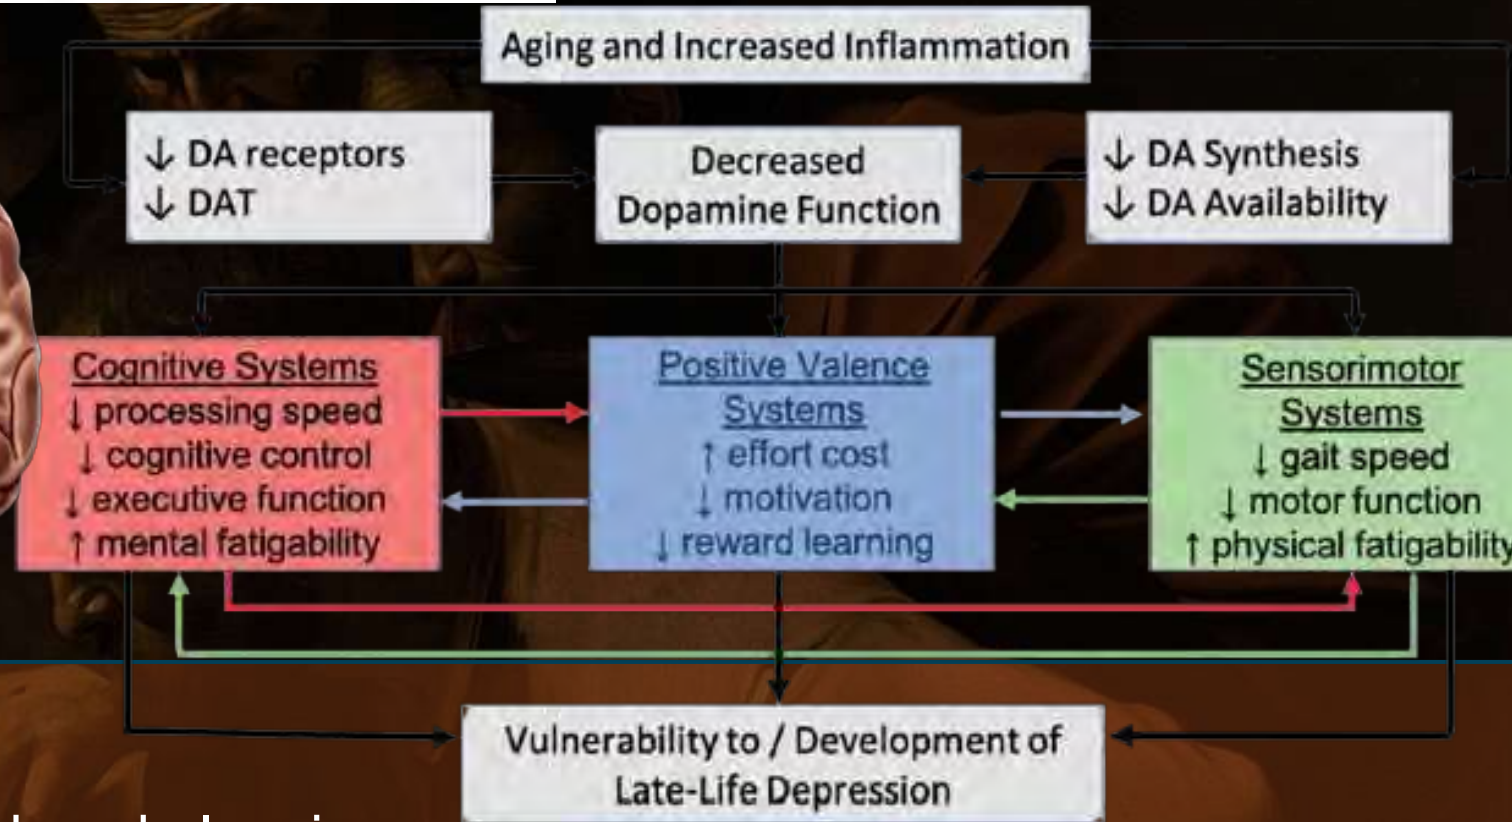 Aging and Increased Inflammation
↓ DA receptors
↓ DAT
Decreased
Dopamine Function
↓ DA Synthesis
↓ DA Availability
Cognitive Systems
↓ processing speed
↓ cognitive control
↓ executive function
↑ mental fatigability
Positive Valence
Systems
↑ effort cost
↓ motivation
↓ reward learning
Sensorimotor
Systems
↓ gait speed
↓ motor function
↑ physical fatigability
Vulnerability to / Development of
Late-Life Depression